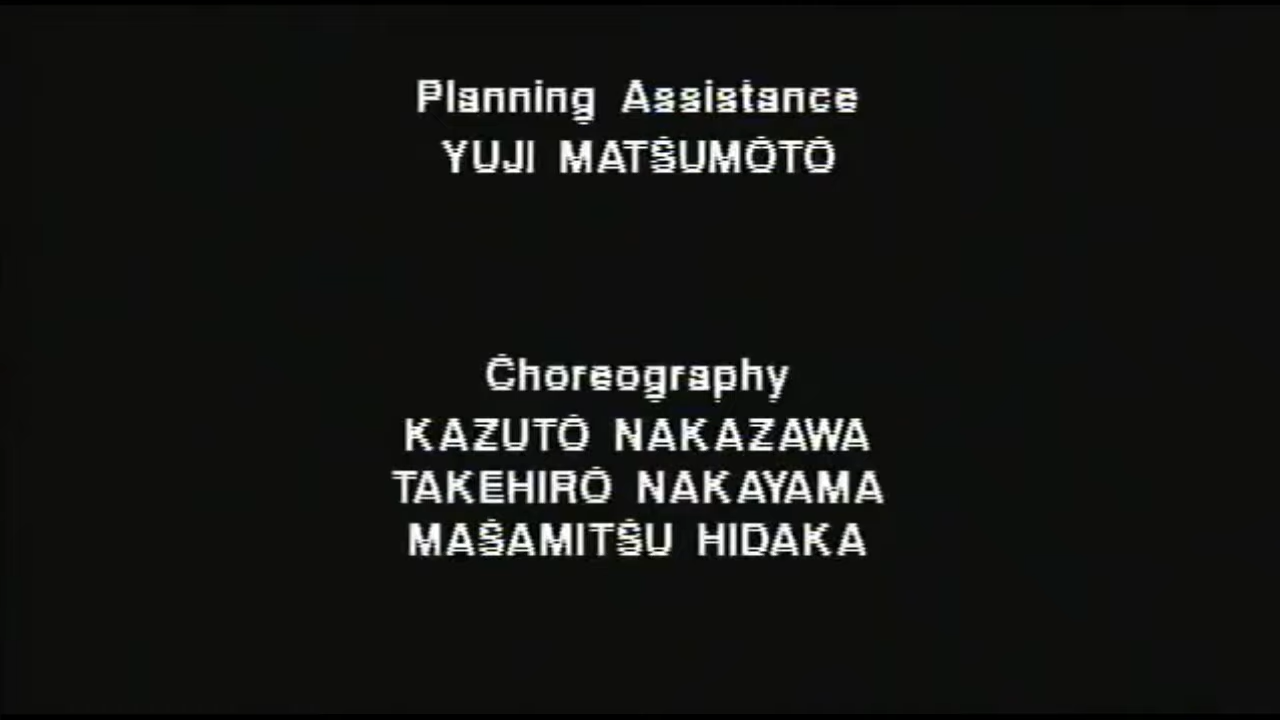 Planning Assistance
YUJI MATSUMOTO
Choreography
KAZUTO NAKAZAWA
TAKEHIRO NAKAYAMA
MASAMITSU HIDAKA